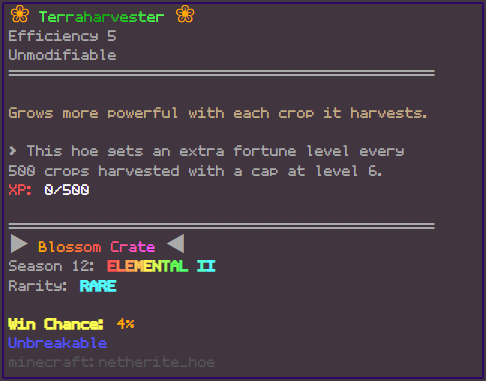 ❀ Terraharvester ❀
Efficiency 5
Unmodifiable
Grows more powerful with each crop it harvests.
> This hoe gets an extra fortune level every
500 crops harvested with a cap at level 6.
XP: 0/500
▶ Blossom Crate ◀
Season 12: ELEMENTAL II
Rarity: RARE
Win Chance: 4%
Unbreakable
minecraft:netherite_hoe